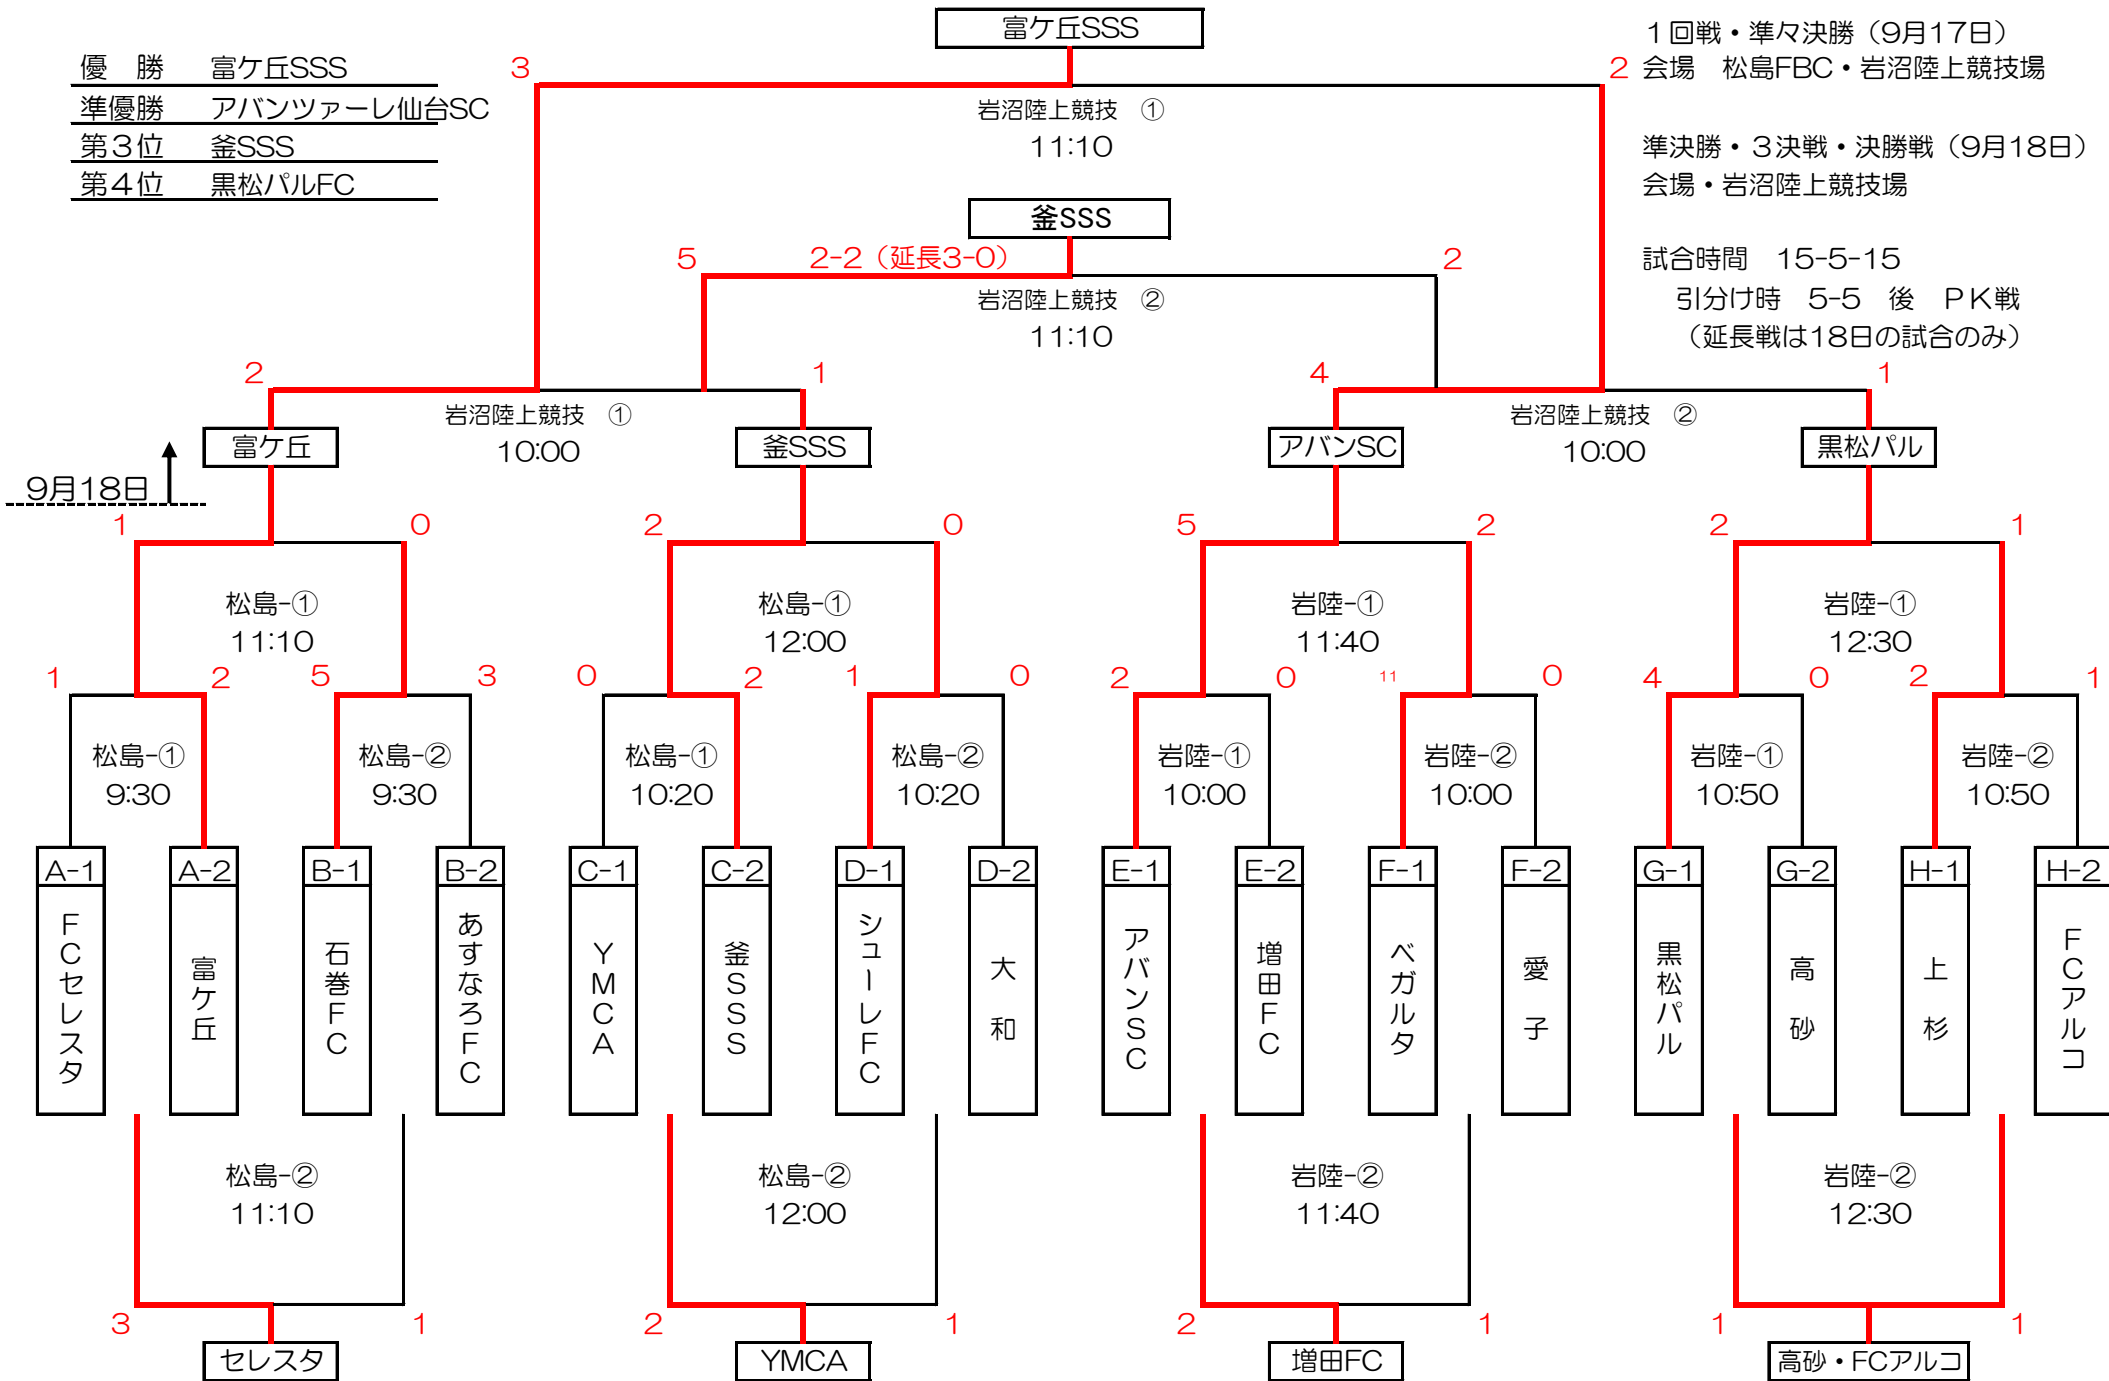 富ケ丘SSS
優　勝　富ケ丘SSS
準優勝　アバンツァーレ仙台SC
第3位　釜SSS
第4位　黒松パルFC
1回戦・準々決勝（9月17日）
会場　松島FBC・岩沼陸上競技場
準決勝・3決戦・決勝戦（9月18日）
会場・岩沼陸上競技場
試合時間　15-5-15
引分け時　5-5　後　PK戦
（延長戦は18日の試合のみ）
3　2
岩沼陸上競技　①
11:10
釜SSS
5　2-2（延長3-0）　2
岩沼陸上競技　②
11:10
2　1　4　1
岩沼陸上競技　①　岩沼陸上競技　②
10:00　10:00
富ケ丘　釜SSS　アバンSC　黒松パル
9月18日
1　0　2　0　5　2　2　1
松島-①　松島-①　岩陸-①　岩陸-①
11:10　12:00　11:40　12:30
1　2　5　3　0　2　1　0　2　0　11　0　4　0　2　1
松島-①　松島-②　松島-①　松島-②　岩陸-①　岩陸-②　岩陸-①　岩陸-②
9:30　9:30　10:20　10:20　10:00　10:00　10:50　10:50
A-1　A-2　B-1　B-2　C-1　C-2　D-1　D-2　E-1　E-2　F-1　F-2　G-1　G-2　H-1　H-2
FCセレスタ
富ケ丘
石巻FC
あすなろFC
YMCA
釜SSS
シューレFC
大和
アバンSC
増田FC
ベガルタ
愛子
黒松パル
高砂
上杉
FCアルコ
松島-②　松島-②　岩陸-②　岩陸-②
11:10　12:00　11:40　12:30
3　1　2　1　2　1　1　1
セレスタ　YMCA　増田FC　高砂・FCアルコ